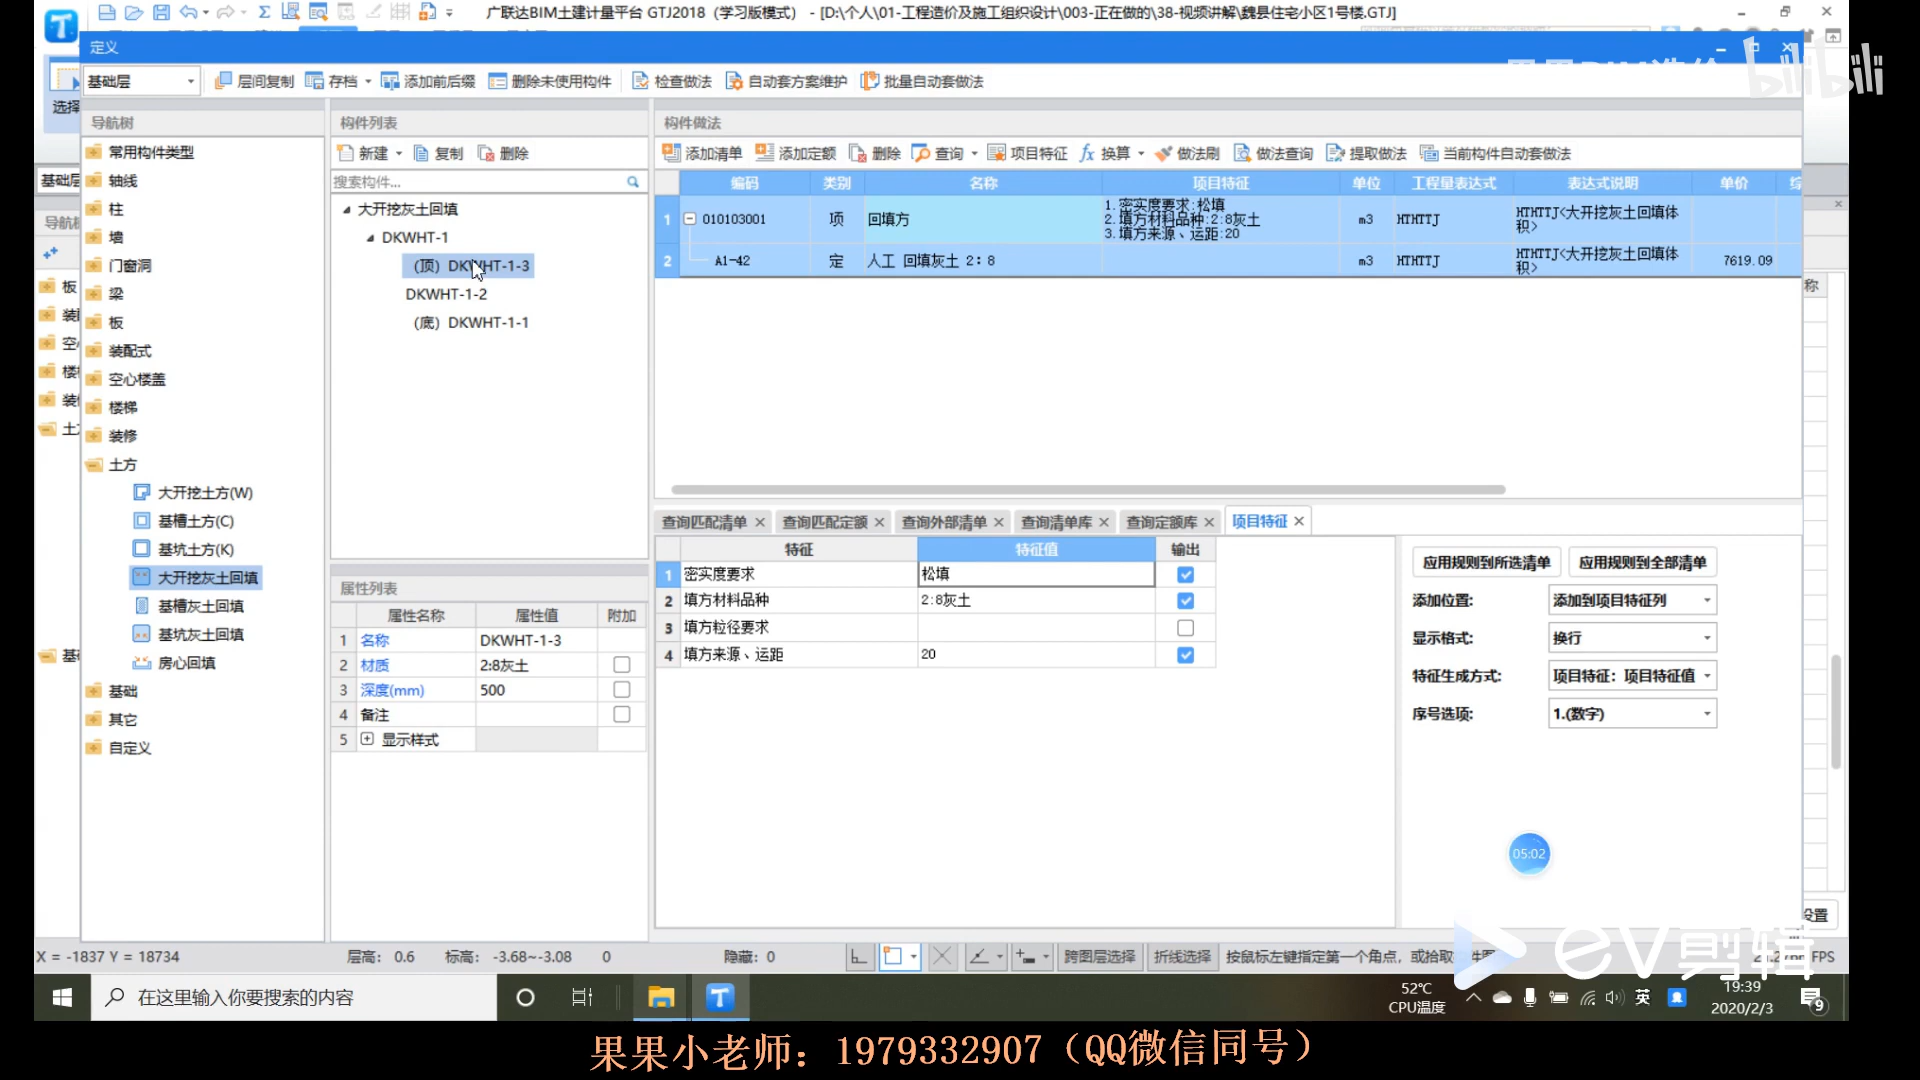 广联达BIM土建计量平台 GTJ2018（学习版模式） - [D:\个人\01-工程造价及施工组织设计\003-正在做的\38-视频讲解\魏县住宅小区1号楼.GTJ]
定义
bilibili
选择
基础层 层间复制 存档 添加前后缀 删除未使用构件 检查做法 自动套方案维护 批量自动套做法
导航树 构件列表 构件做法
新建 复制 删除
添加清单 添加定额 删除 查询 项目特征 fx 换算 做法刷 做法查询 提取做法 当前构件自动套做法
搜索构件...
常用构件类型
轴线
柱
墙
门窗洞
梁
板
装配式
空心楼盖
楼梯
装修
土方
大开挖土方(W)
基槽土方(C)
基坑土方(K)
大开挖灰土回填
基槽灰土回填
基坑灰土回填
房心回填
基础
其它
自定义
大开挖灰土回填
DKWHT-1
(顶) DKWHT-1-3
DKWHT-1-2
(底) DKWHT-1-1
编码 类别 名称 项目特征 单位 工程量表达式 表达式说明 单价 综
1 010103001 项 回填方 1.密实度要求:松填
2.填方材料品种:2:8灰土
3.填方来源、运距:20 m3 HTHTTJ HTHTTJ<大开挖灰土回填体积>
2 A1-42 定 人工 回填灰土 2：8 m3 HTHTTJ HTHTTJ<大开挖灰土回填体积> 7619.09
称
查询匹配清单 查询匹配定额 查询外部清单 查询清单库 查询定额库 项目特征
特征 特征值 输出
1 密实度要求 松填
2 填方材料品种 2:8灰土
3 填方粒径要求
4 填方来源、运距 20
应用规则到所选清单 应用规则到全部清单
添加位置: 添加到项目特征列
显示格式: 换行
特征生成方式: 项目特征：项目特征值
序号选项: 1.(数字)
属性列表
属性名称 属性值 附加
1 名称 DKWHT-1-3
2 材质 2:8灰土
3 深度(mm) 500
4 备注
5 显示样式
05:02
设置
X = -1837 Y = 18734 层高： 0.6 标高： -3.68~-3.08 0 隐藏： 0 跨图层选择 折线选择 按鼠标左键指定第一个角点，或拾取 FPS
EV剪辑
在这里输入你要搜索的内容
52℃
CPU温度
英
19:39
2020/2/3
9
果果小老师：1979332907（QQ微信同号）